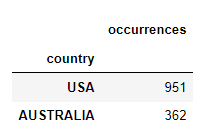 occurrences
country
USA 951
AUSTRALIA 362